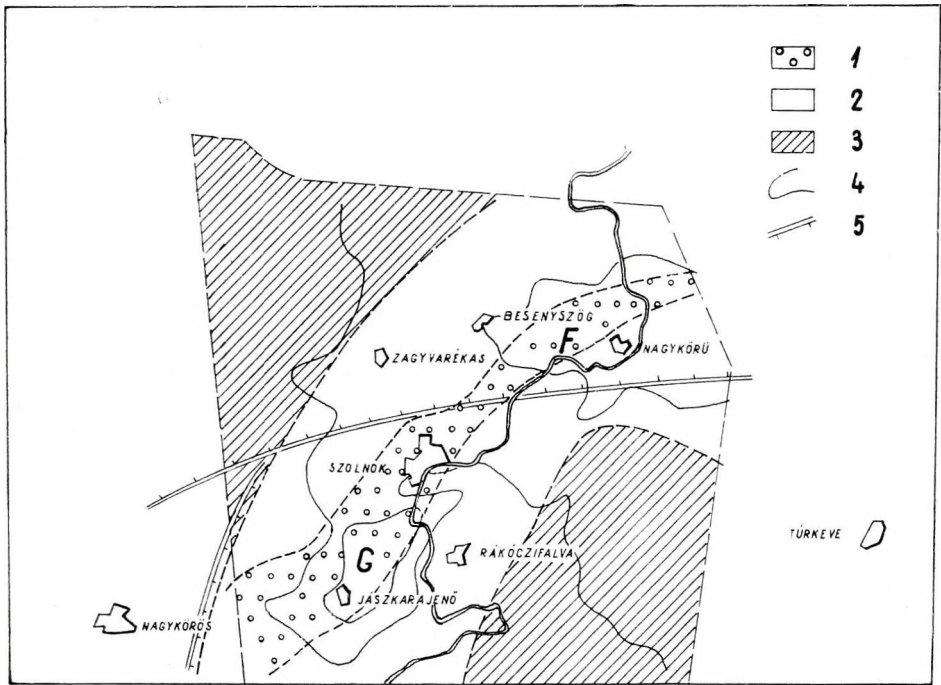 1
2
3
4
5
BESENYSZÖG
F
NAGYKÖRÜ
ZAGYVARÉKAS
SZOLNOK
TÚRKEVE
RÁKÓCZIFALVA
G
JÁSZKARAJENŐ
NAGYKŐRÖS